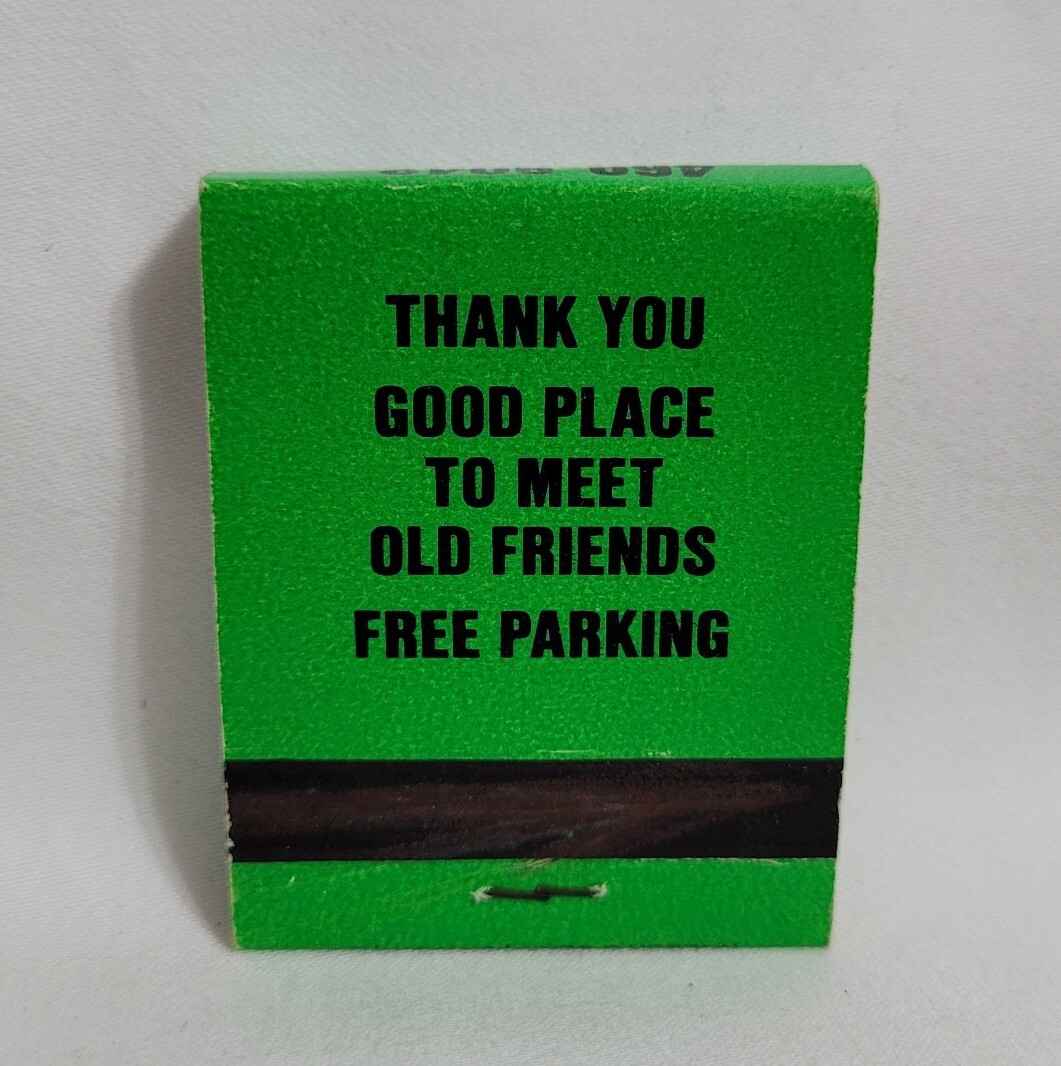 THANK YOU
GOOD PLACE
TO MEET
OLD FRIENDS
FREE PARKING